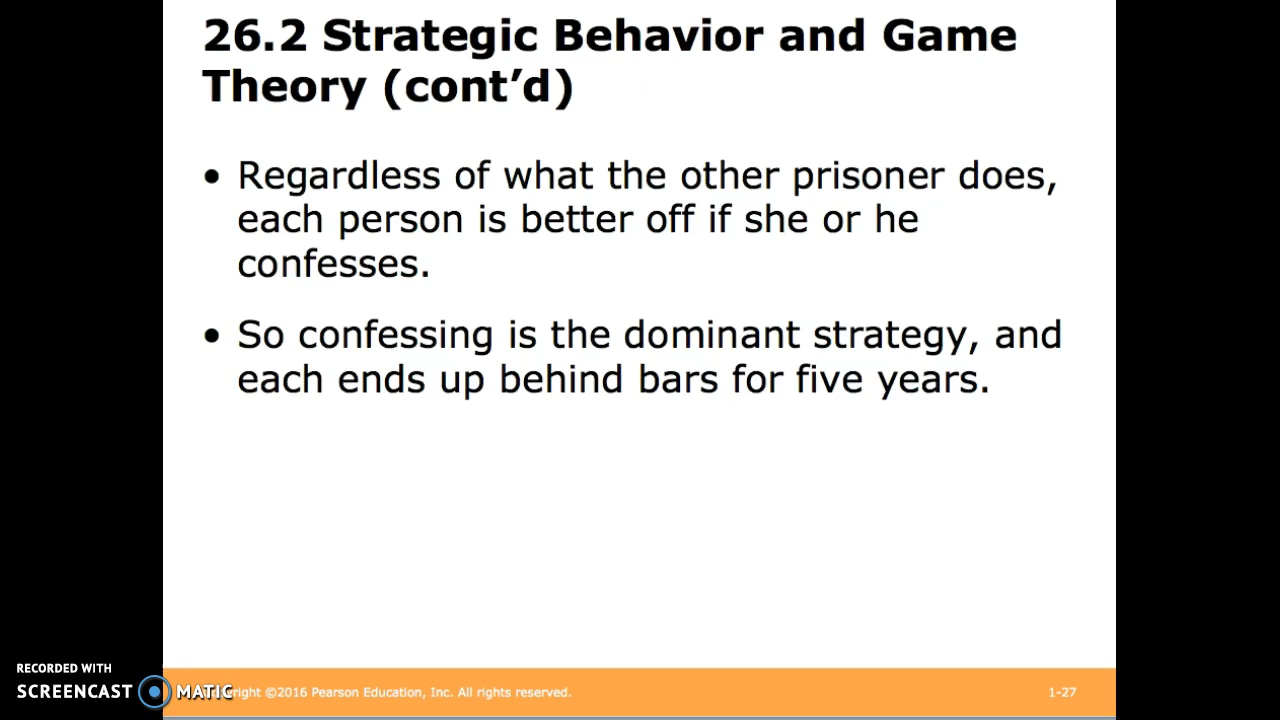 26.2 Strategic Behavior and Game
Theory (cont’d)
• Regardless of what the other prisoner does,
each person is better off if she or he
confesses.
• So confessing is the dominant strategy, and
each ends up behind bars for five years.
RECORDED WITH
SCREENCAST MATIC
©2016 Pearson Education, Inc. All rights reserved.
1-27